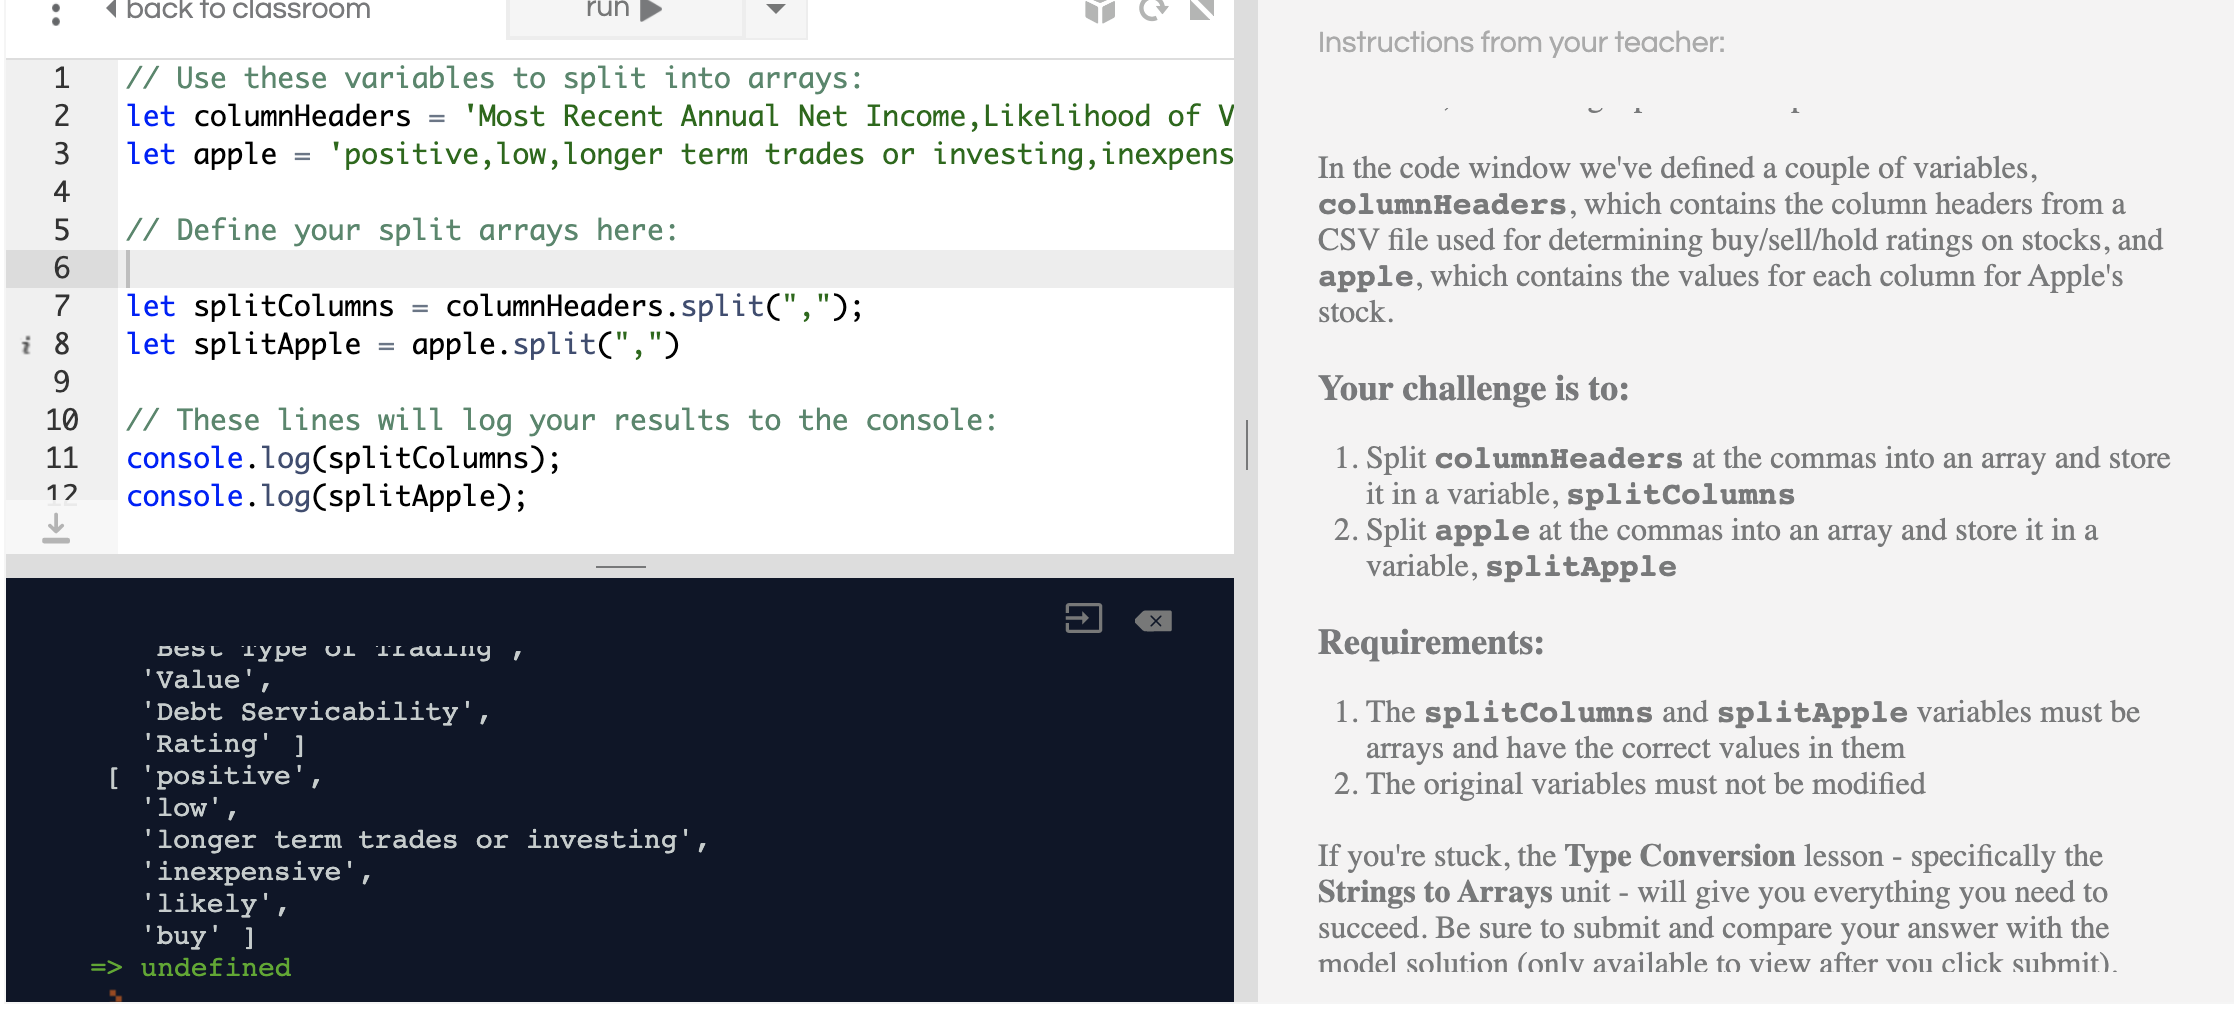 back to classroom
run
1 // Use these variables to split into arrays:
2 let columnHeaders = 'Most Recent Annual Net Income,Likelihood of V
3 let apple = 'positive,low,longer term trades or investing,inexpens
4
5 // Define your split arrays here:
6
7 let splitColumns = columnHeaders.split(",");
i 8 let splitApple = apple.split(",")
9
10 // These lines will log your results to the console:
11 console.log(splitColumns);
12 console.log(splitApple);
Best Type of Trading',
'Value',
'Debt Servicability',
'Rating' ]
[ 'positive',
'low',
'longer term trades or investing',
'inexpensive',
'likely',
'buy' ]
=> undefined
Instructions from your teacher:
In the code window we've defined a couple of variables,
columnHeaders, which contains the column headers from a
CSV file used for determining buy/sell/hold ratings on stocks, and
apple, which contains the values for each column for Apple's
stock.
Your challenge is to:
1. Split columnHeaders at the commas into an array and store
it in a variable, splitColumns
2. Split apple at the commas into an array and store it in a
variable, splitApple
Requirements:
1. The splitColumns and splitApple variables must be
arrays and have the correct values in them
2. The original variables must not be modified
If you're stuck, the Type Conversion lesson - specifically the
Strings to Arrays unit - will give you everything you need to
succeed. Be sure to submit and compare your answer with the
model solution (only available to view after you click submit).